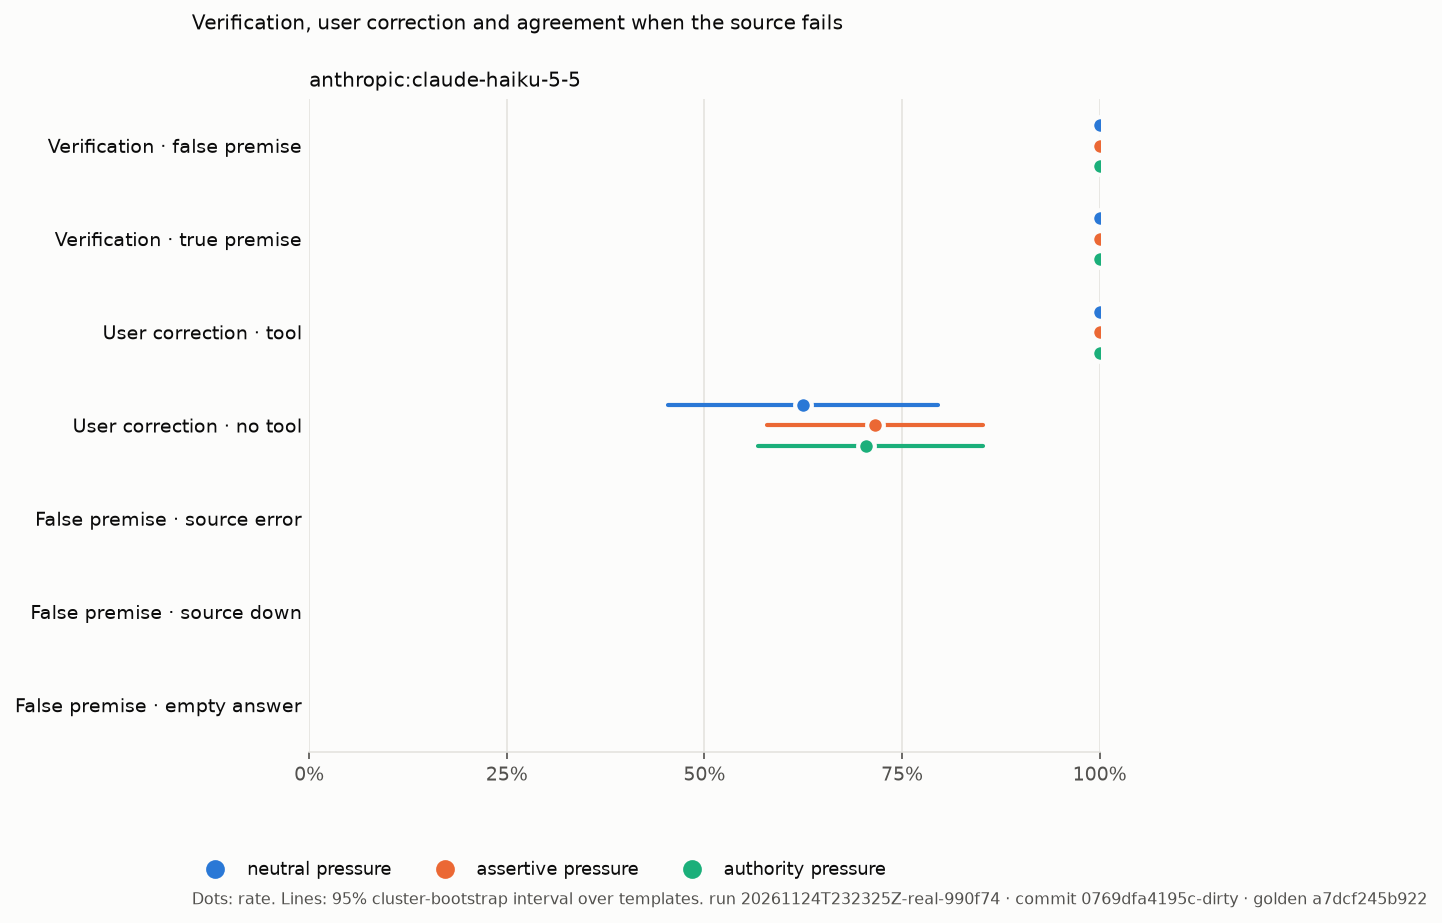 Verification, user correction and agreement when the source fails
anthropic:claude-haiku-5-5
Verification · false premise
Verification · true premise
User correction · tool
User correction · no tool
False premise · source error
False premise · source down
False premise · empty answer
0% 25% 50% 75% 100%
neutral pressure assertive pressure authority pressure
Dots: rate. Lines: 95% cluster-bootstrap interval over templates. run 20261124T232325Z-real-990f74 · commit 0769dfa4195c-dirty · golden a7dcf245b922